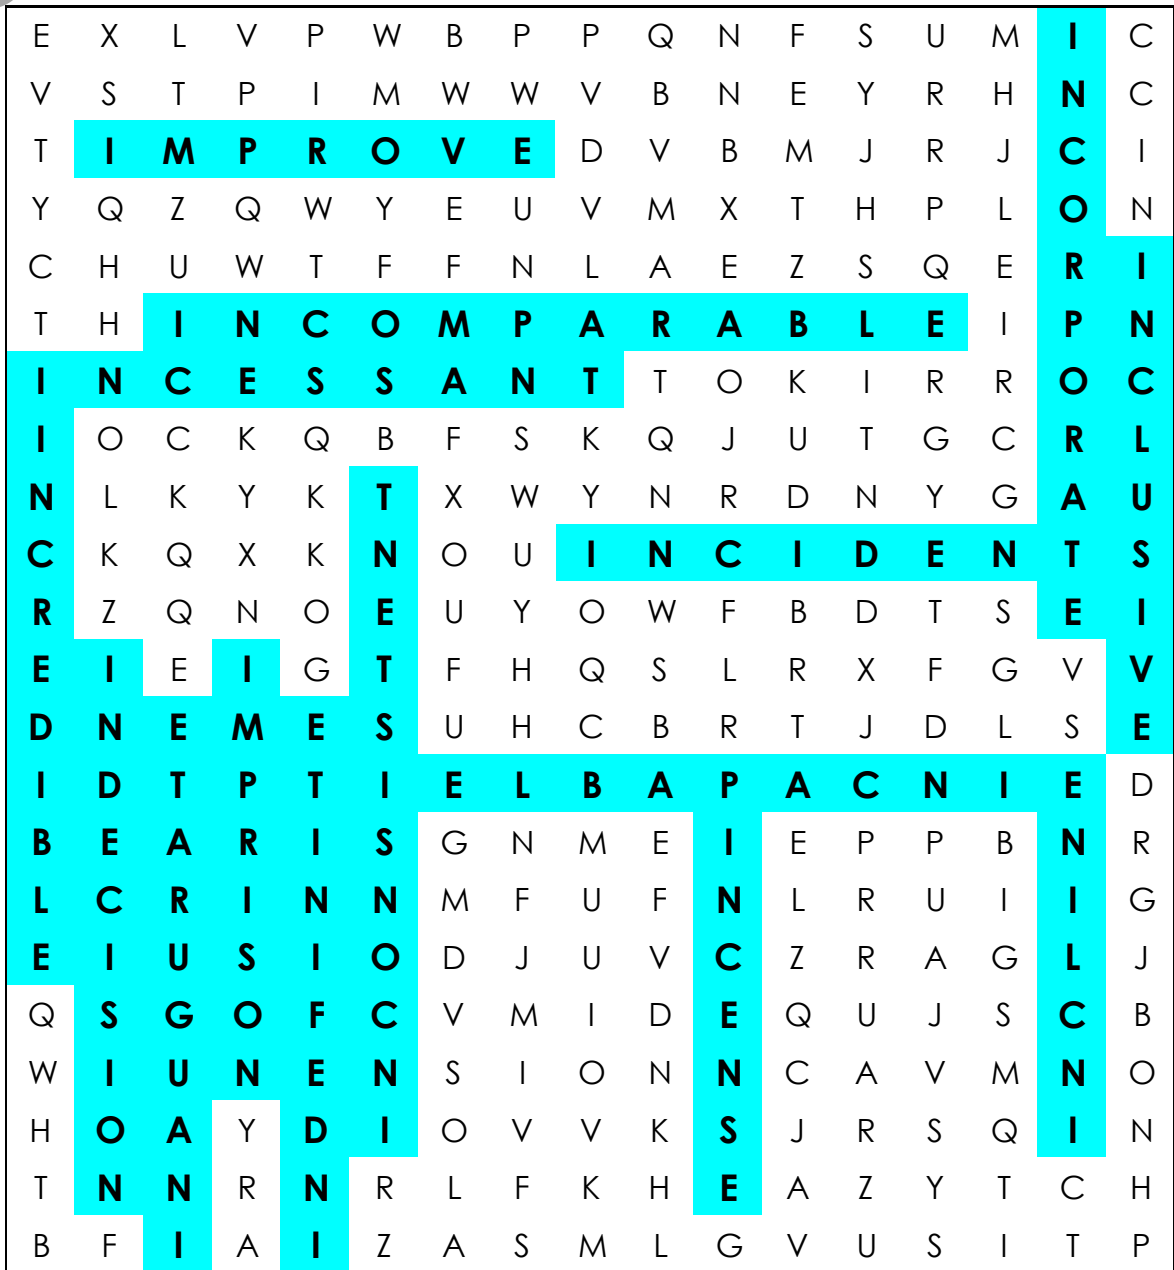 E X L V P W B P P Q N F S U M I C
V S T P I M W W V B N E Y R H N C
T I M P R O V E D V B M J R J C I
Y Q Z Q W Y E U V M X T H P L O N
C H U W T F F N L A E Z S Q E R I
T H I N C O M P A R A B L E I P N
I N C E S S A N T T O K I R R O C
I O C K Q B F S K Q J U T G C R L
N L K Y K T X W Y N R D N Y G A U
C K Q X K N O U I N C I D E N T S
R Z Q N O E U Y O W F B D T S E I
E I E I G T F H Q S L R X F G V V
D N E M E S U H C B R T J D L S E
I D T P T I E L B A P A C N I E D
B E A R I S G N M E I E P P B N R
L C R I N N M F U F N L R U I I G
E I U S I O D J U V C Z R A G L J
Q S G O F C V M I D E Q U J S C B
W I U N E N S I O N N C A V M N O
H O A Y D I O V V K S J R S Q I N
T N N R N R L F K H E A Z Y T C H
B F I A I Z A S M L G V U S I T P